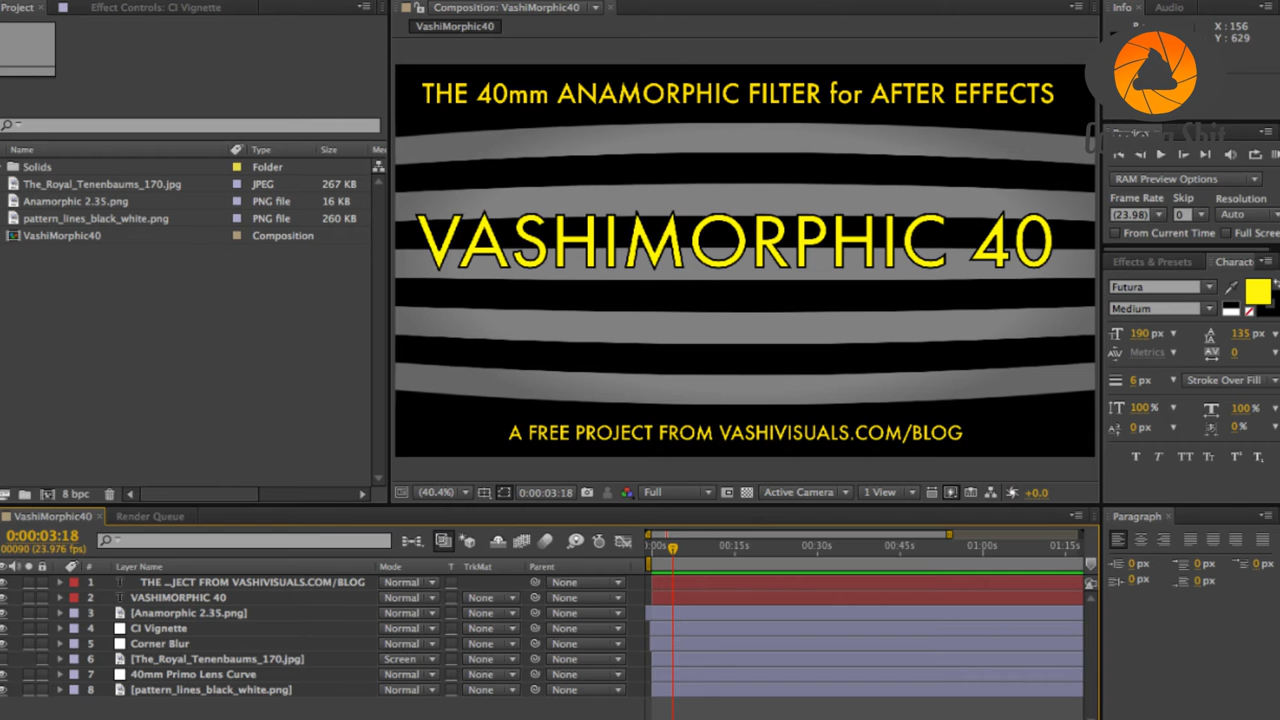 Project
Effect Controls: CI Vignette
Composition: VashiMorphic40
Info
Audio
VashiMorphic40
X : 156
Y : 629
THE 40mm ANAMORPHIC FILTER for AFTER EFFECTS
VASHIMORPHIC 40
A FREE PROJECT FROM VASHIVISUALS.COM/BLOG
Name
Type
Size
Solids
Folder
The_Royal_Tenenbaums_170.jpg
JPEG
267 KB
Anamorphic 2.35.png
PNG file
16 KB
pattern_lines_black_white.png
PNG file
260 KB
VashiMorphic40
Composition
8 bpc
RAM Preview Options
Frame Rate
Skip
Resolution
(23.98)
0
Auto
From Current Time
Full Scree
Effects & Presets
Charact
Futura
Medium
190 px
135 px
Metrics
0
6 px
Stroke Over Fill
100 %
100 %
0 px
0 %
T T TT Tт T¹ T₁
(40.4%)
0:00:03:18
Full
Active Camera
1 View
+0.0
VashiMorphic40
Render Queue
Paragraph
0:00:03:18
00090 (23.976 fps)
:00s
00:15s
00:30s
00:45s
01:00s
01:15s
#
Layer Name
Mode
T
TrkMat
Parent
0 px
0 px
0 px
0 px
0 px
1
THE ...JECT FROM VASHIVISUALS.COM/BLOG
Normal
None
2
VASHIMORPHIC 40
Normal
None
None
3
[Anamorphic 2.35.png]
Normal
None
None
4
CI Vignette
Normal
None
None
5
Corner Blur
Normal
None
None
6
[The_Royal_Tenenbaums_170.jpg]
Screen
None
None
7
40mm Primo Lens Curve
Normal
None
None
8
[pattern_lines_black_white.png]
Normal
None
None